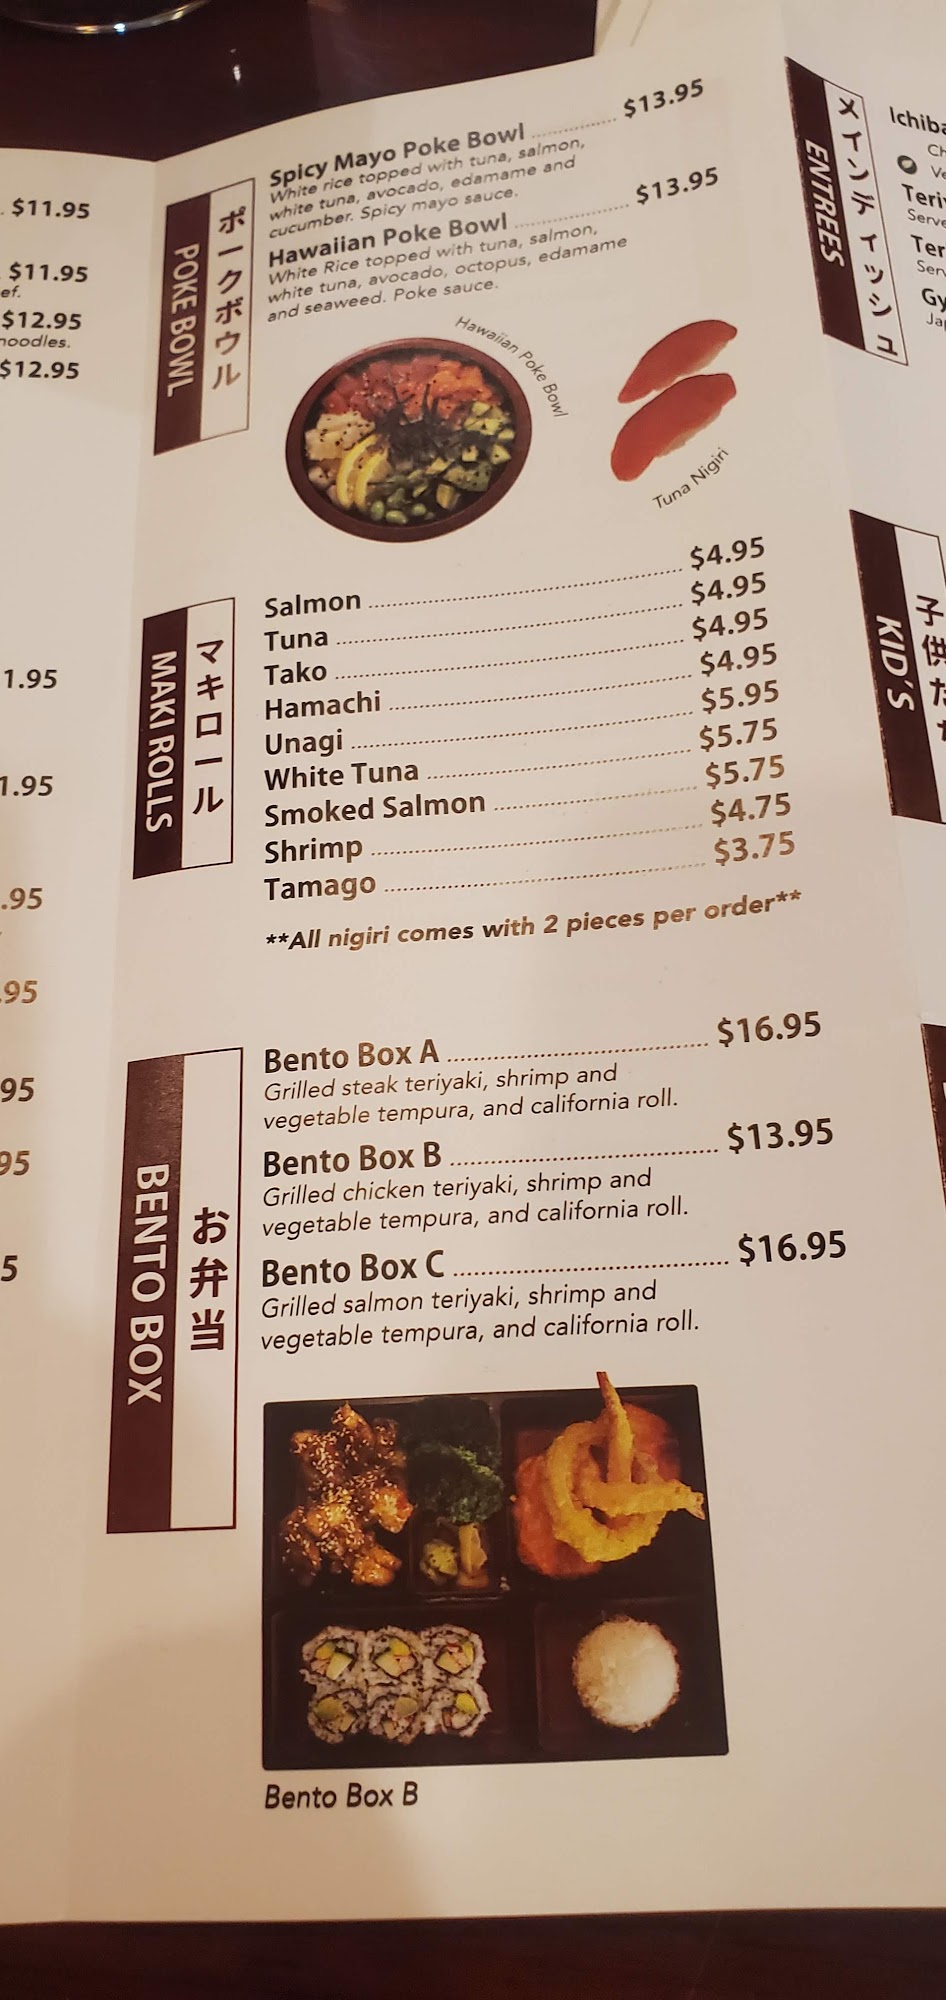 $11.95
$11.95
ef.
$12.95
noodles.
$12.95
1.95
1.95
.95
.95
95
95
5
ポークボウル
POKE BOWL
Spicy Mayo Poke Bowl ................ $13.95
White rice topped with tuna, salmon,
white tuna, avocado, edamame and
cucumber. Spicy mayo sauce.
Hawaiian Poke Bowl ..................... $13.95
White Rice topped with tuna, salmon,
white tuna, avocado, octopus, edamame
and seaweed. Poke sauce.
Hawaiian Poke Bowl
Tuna Nigiri
マキロール
MAKI ROLLS
Salmon ........................ $4.95
Tuna ........................ $4.95
Tako ........................ $4.95
Hamachi ........................ $4.95
Unagi ........................ $5.95
White Tuna ........................ $5.75
Smoked Salmon ........................ $5.75
Shrimp ........................ $4.75
Tamago ........................ $3.75
**All nigiri comes with 2 pieces per order**
お弁当
BENTO BOX
Bento Box A ........................ $16.95
Grilled steak teriyaki, shrimp and
vegetable tempura, and california roll.
Bento Box B ........................ $13.95
Grilled chicken teriyaki, shrimp and
vegetable tempura, and california roll.
Bento Box C ........................ $16.95
Grilled salmon teriyaki, shrimp and
vegetable tempura, and california roll.
Bento Box B
メインディッシュ
ENTREES
Ichiba
Ch
Ve
Teriy
Serve
Ter
Serv
Gy
Jap
子供た
KID'S